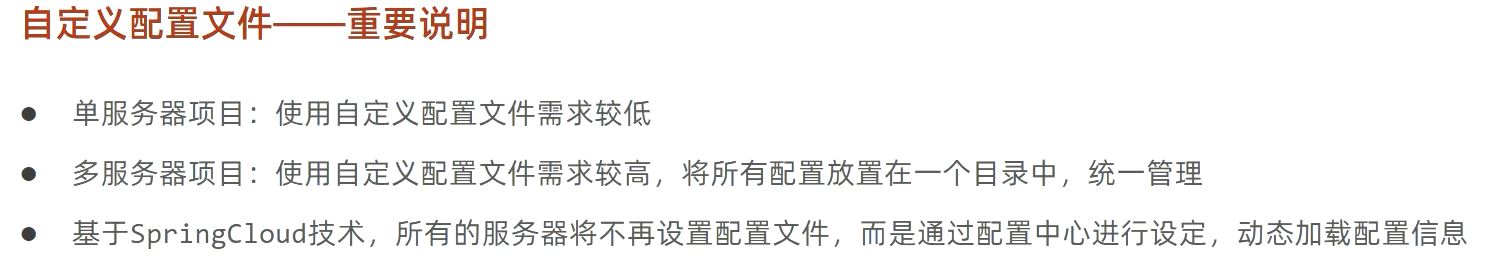 自定义配置文件——重要说明
● 单服务器项目：使用自定义配置文件需求较低
● 多服务器项目：使用自定义配置文件需求较高，将所有配置放置在一个目录中，统一管理
● 基于SpringCloud技术，所有的服务器将不再设置配置文件，而是通过配置中心进行设定，动态加载配置信息